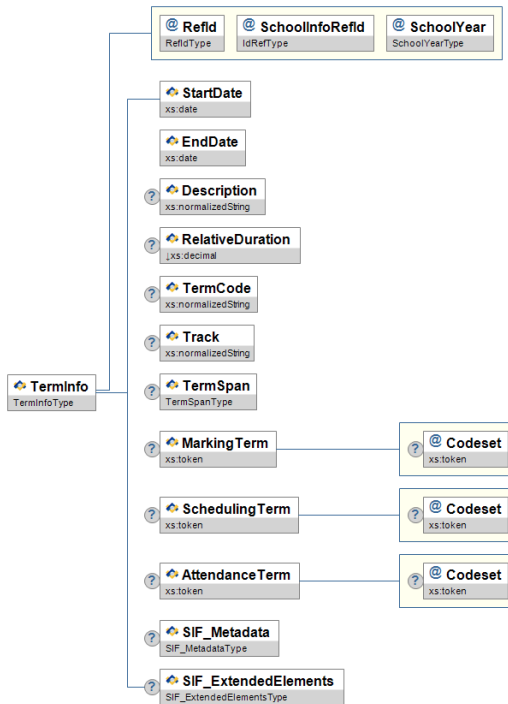 @ RefId
RefIdType
@ SchoolInfoRefId
IdRefType
@ SchoolYear
SchoolYearType
StartDate
xs:date
EndDate
xs:date
? Description
xs:normalizedString
? RelativeDuration
↓xs:decimal
? TermCode
xs:normalizedString
? Track
xs:normalizedString
TermInfo
TermInfoType
? TermSpan
TermSpanType
? MarkingTerm
xs:token
? @ Codeset
xs:token
? SchedulingTerm
xs:token
? @ Codeset
xs:token
? AttendanceTerm
xs:token
? @ Codeset
xs:token
? SIF_Metadata
SIF_MetadataType
? SIF_ExtendedElements
SIF_ExtendedElementsType